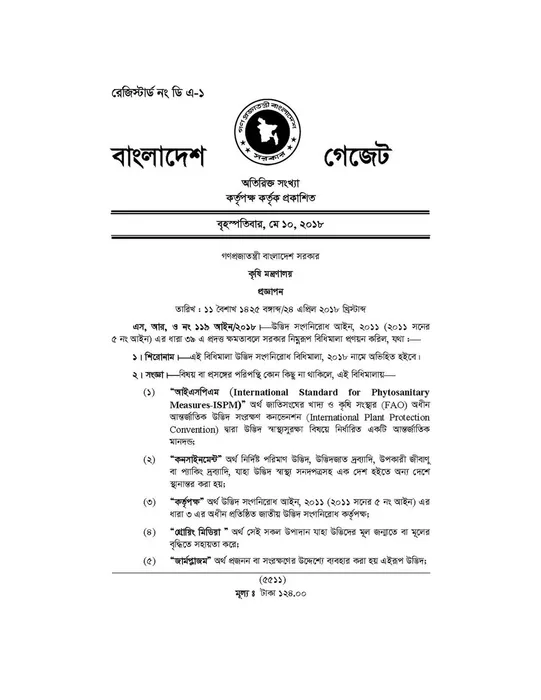 রেজিস্টার্ড নং ডি এ-১
গণপ্রজাতন্ত্রী বাংলাদেশ
সরকার
বাংলাদেশ গেজেট
অতিরিক্ত সংখ্যা
কর্তৃপক্ষ কর্তৃক প্রকাশিত
বৃহস্পতিবার, মে ১০, ২০১৮
গণপ্রজাতন্ত্রী বাংলাদেশ সরকার
কৃষি মন্ত্রণালয়
প্রজ্ঞাপন
তারিখ : ১১ বৈশাখ ১৪২৫ বঙ্গাব্দ/২৪ এপ্রিল ২০১৮ খ্রিস্টাব্দ
এস, আর, ও নং ১১৯ আইন/২০১৮।—উদ্ভিদ সংগনিরোধ আইন, ২০১১ (২০১১ সনের
৫ নং আইন) এর ধারা ৩৯ এ প্রদত্ত ক্ষমতাবলে সরকার নিম্নরূপ বিধিমালা প্রণয়ন করিল, যথা :—
১। শিরোনাম।—এই বিধিমালা উদ্ভিদ সংগনিরোধ বিধিমালা, ২০১৮ নামে অভিহিত হইবে।
২। সংজ্ঞা।—বিষয় বা প্রসঙ্গের পরিপন্থি কোন কিছু না থাকিলে, এই বিধিমালায়—
(১) “আইএসপিএম (International Standard for Phytosanitary
Measures-ISPM)” অর্থ জাতিসংঘের খাদ্য ও কৃষি সংস্থার (FAO) অধীন
আন্তর্জাতিক উদ্ভিদ সংরক্ষণ কনভেনশন (International Plant Protection
Convention) দ্বারা উদ্ভিদ স্বাস্থ্যসুরক্ষা বিষয়ে নির্ধারিত একটি আন্তর্জাতিক
মানদন্ড;
(২) “কনসাইনমেন্ট” অর্থ নির্দিষ্ট পরিমাণ উদ্ভিদ, উদ্ভিদজাত দ্রব্যাদি, উপকারী জীবাণু
বা প্যাকিং দ্রব্যাদি, যাহা উদ্ভিদ স্বাস্থ্য সনদপত্রসহ এক দেশ হইতে অন্য দেশে
স্থানান্তর করা হয়;
(৩) “কর্তৃপক্ষ” অর্থ উদ্ভিদ সংগনিরোধ আইন, ২০১১ (২০১১ সনের ৫ নং আইন) এর
ধারা ৩ এর অধীন প্রতিষ্ঠিত জাতীয় উদ্ভিদ সংগনিরোধ কর্তৃপক্ষ;
(৪) “গ্রোয়িং মিডিয়া ” অর্থ সেই সকল উপাদান যাহা উদ্ভিদের মূল জন্মাতে বা মূলের
বৃদ্ধিতে সহায়তা করে;
(৫) “জার্মপ্লাজম” অর্থ প্রজনন বা সংরক্ষণের উদ্দেশ্যে ব্যবহার করা হয় এইরূপ উদ্ভিদ;
(৫৫১১)
মূল্য ঃ টাকা ১২৪.০০